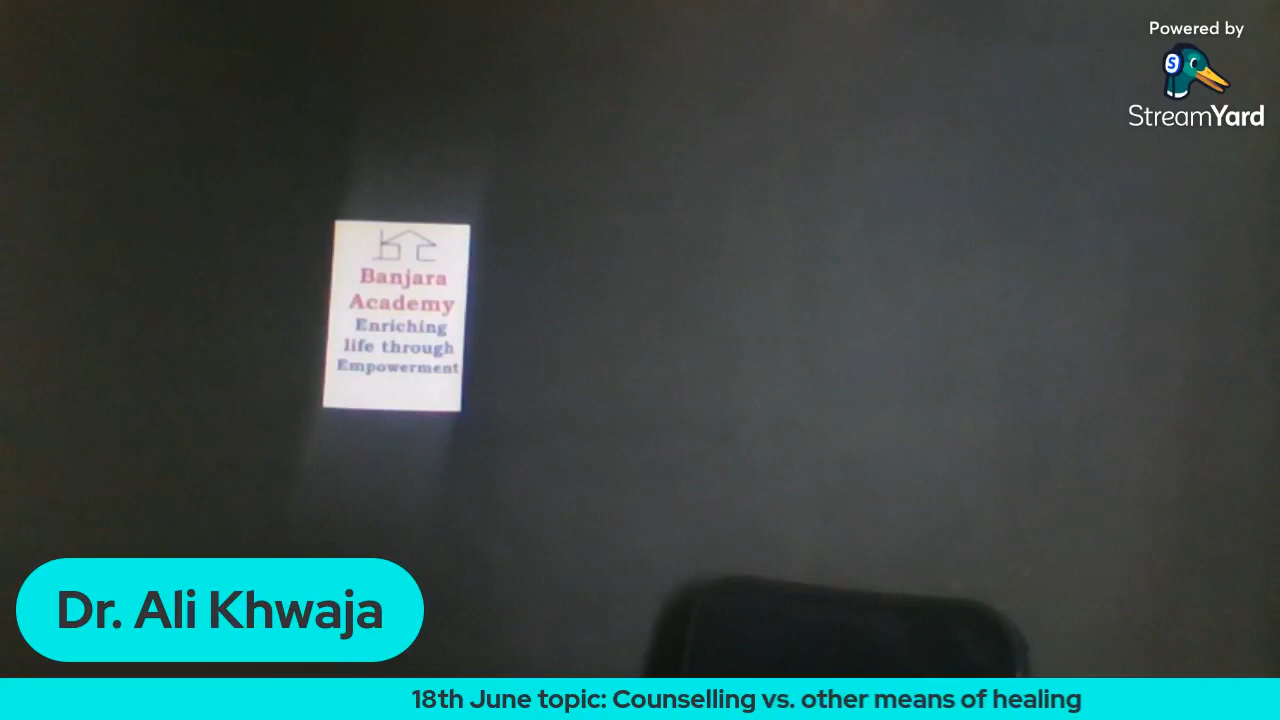 Powered by
StreamYard
Banjara
Academy
Enriching
life through
Empowerment
Dr. Ali Khwaja
18th June topic: Counselling vs. other means of healing